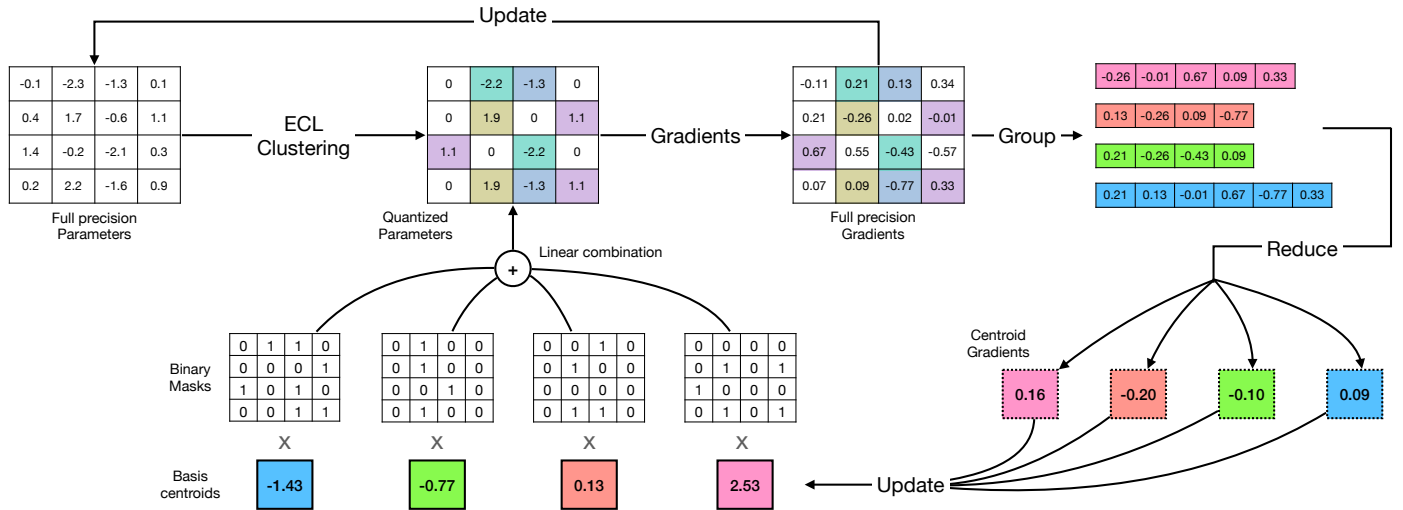 Update
-0.1 -2.3 -1.3 0.1
0.4 1.7 -0.6 1.1
1.4 -0.2 -2.1 0.3
0.2 2.2 -1.6 0.9
Full precision
Parameters
ECL
Clustering
0 -2.2 -1.3 0
0 1.9 0 1.1
1.1 0 -2.2 0
0 1.9 -1.3 1.1
Quantized
Parameters
Gradients
-0.11 0.21 0.13 0.34
0.21 -0.26 0.02 -0.01
0.67 0.55 -0.43 -0.57
0.07 0.09 -0.77 0.33
Full precision
Gradients
Group
-0.26 -0.01 0.67 0.09 0.33
0.13 -0.26 0.09 -0.77
0.21 -0.26 -0.43 0.09
0.21 0.13 -0.01 0.67 -0.77 0.33
Reduce
Linear combination
+
Binary
Masks
0 1 1 0
0 0 0 1
1 0 1 0
0 0 1 1
0 1 0 0
0 1 0 0
0 0 1 0
0 1 0 0
0 0 1 0
0 1 0 0
0 0 0 0
0 1 1 0
0 0 0 0
0 1 0 1
1 0 0 0
0 1 0 1
X X X X
Basis
centroids
-1.43 -0.77 0.13 2.53
Centroid
Gradients
0.16 -0.20 -0.10 0.09
Update